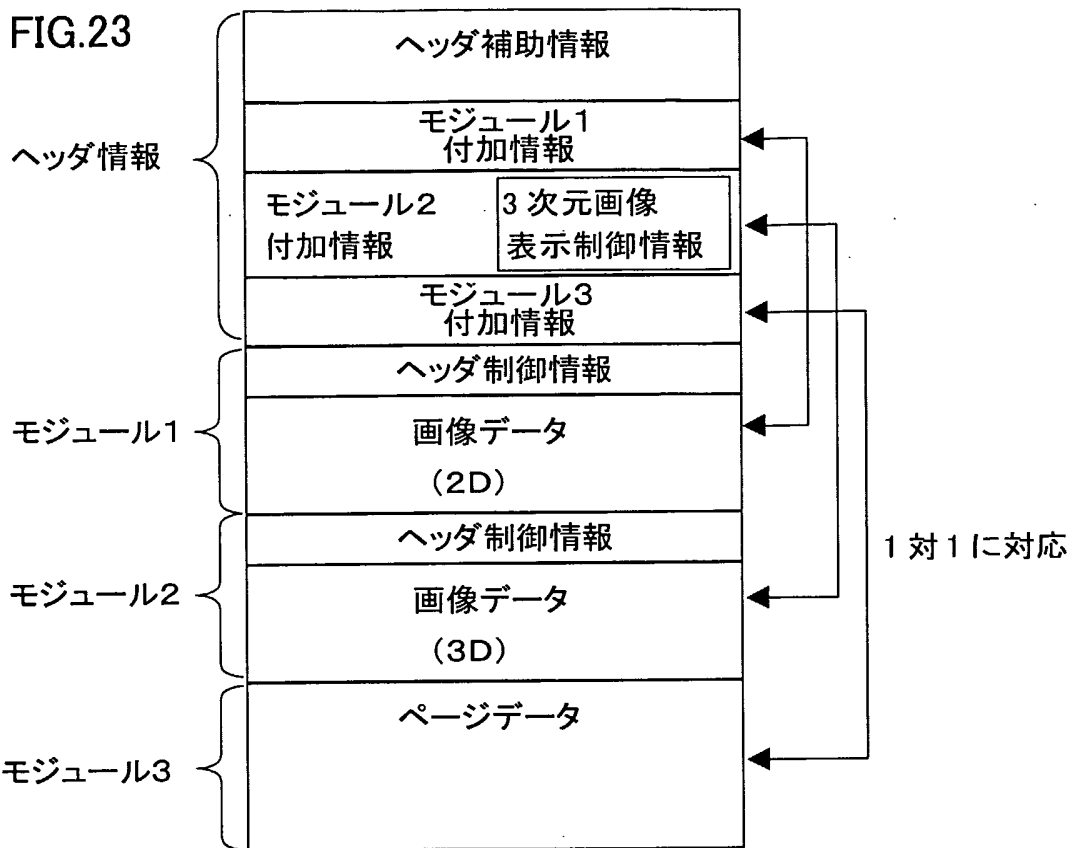 FIG.23
ヘッダ情報
ヘッダ補助情報
モジュール1
付加情報
モジュール2
付加情報
3次元画像
表示制御情報
モジュール3
付加情報
モジュール1
ヘッダ制御情報
画像データ
(2D)
モジュール2
ヘッダ制御情報
画像データ
(3D)
1対1に対応
モジュール3
ページデータ